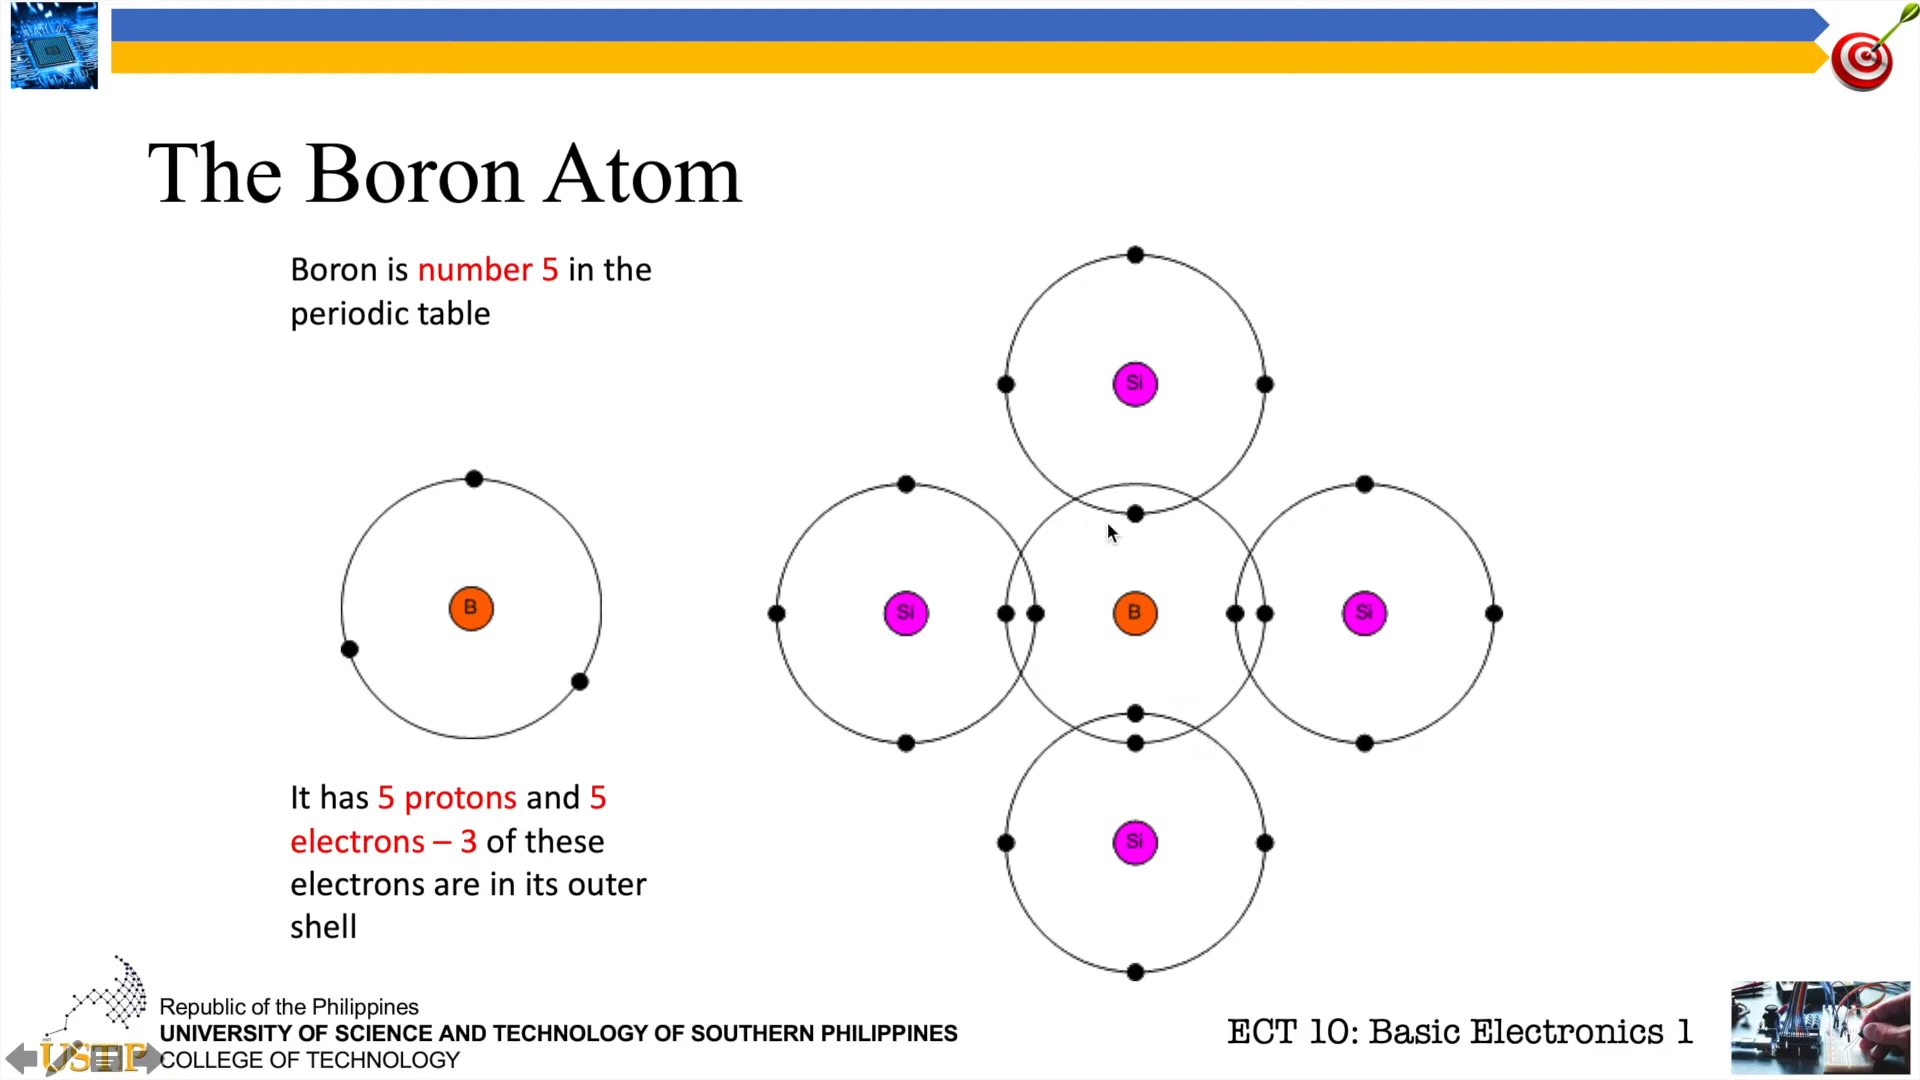 The Boron Atom
Boron is number 5 in the
periodic table
Si
Si
B
Si
B
Si
It has 5 protons and 5
electrons – 3 of these
electrons are in its outer
shell
Republic of the Philippines
UNIVERSITY OF SCIENCE AND TECHNOLOGY OF SOUTHERN PHILIPPINES
USTP
COLLEGE OF TECHNOLOGY
ECT 10: Basic Electronics 1